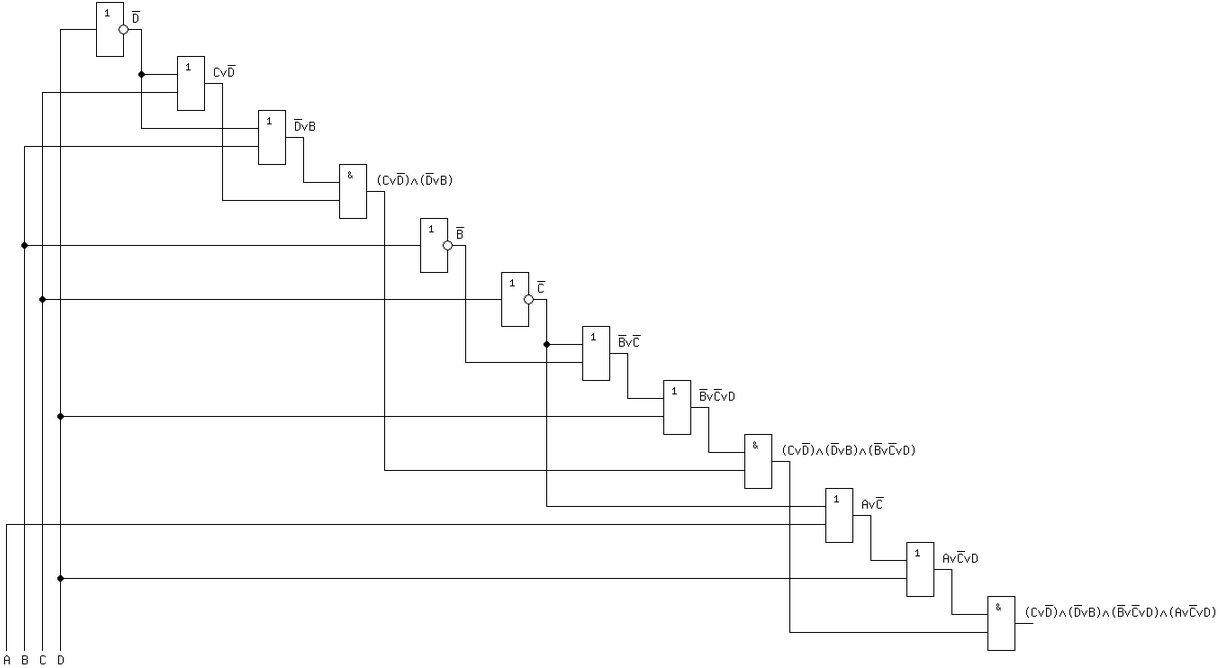 1 D̅
1 CvD̅
1 D̅vB
& (CvD̅)∧(D̅vB)
1 B̅
1 C̅
1 B̅vC̅
1 B̅vC̅vD
& (CvD̅)∧(D̅vB)∧(B̅vC̅vD)
1 AvC̅
1 AvC̅vD
& (CvD̅)∧(D̅vB)∧(B̅vC̅vD)∧(AvC̅vD)
A B C D